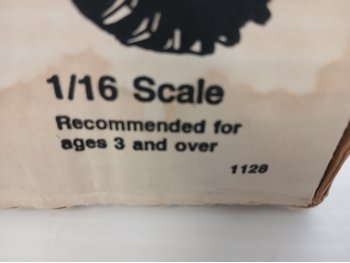 1/16 Scale
Recommended for
ages 3 and over
1128